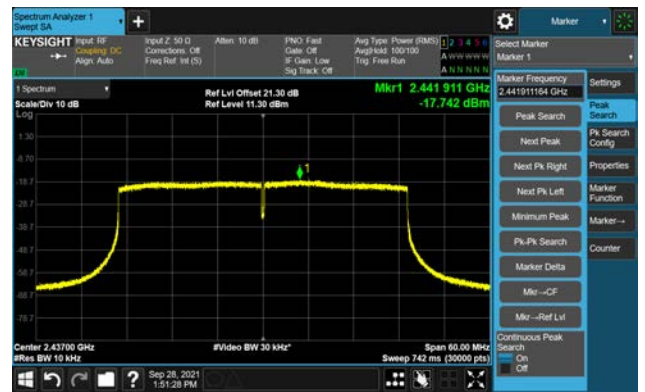 Spectrum Analyzer 1
Swept SA
Marker
KEYSIGHT
Input: RF
Coupling: DC
Align: Auto
Input Z: 50 Ω
Corrections: Off
Freq Ref: Int (S)
Atten: 10 dB
PNO: Fast
Gate: Off
IF Gain: Low
Sig Track: Off
Avg Type: Power (RMS)
Avg|Hold: 100/100
Trig: Free Run
1 2 3 4 5 6
A W W W W W
A N N N N N
Select Marker
Marker 1
1 Spectrum
Scale/Div 10 dB
Log
Ref Lvl Offset 21.30 dB
Ref Level 11.30 dBm
Mkr1 2.441 911 GHz
-17.742 dBm
1.30
-8.70
-18.7
-28.7
-38.7
-48.7
-58.7
-68.7
-78.7
1
Center 2.43700 GHz
#Res BW 10 kHz
#Video BW 30 kHz*
Span 60.00 MHz
Sweep 742 ms (30000 pts)
Marker Frequency
2.441911164 GHz
Peak Search
Next Peak
Next Pk Right
Next Pk Left
Minimum Peak
Pk-Pk Search
Marker Delta
Mkr→CF
Mkr→Ref Lvl
Continuous Peak
Search
On
Off
Settings
Peak
Search
Pk Search
Config
Properties
Marker
Function
Marker→
Counter
?
Sep 28, 2021
1:51:28 PM